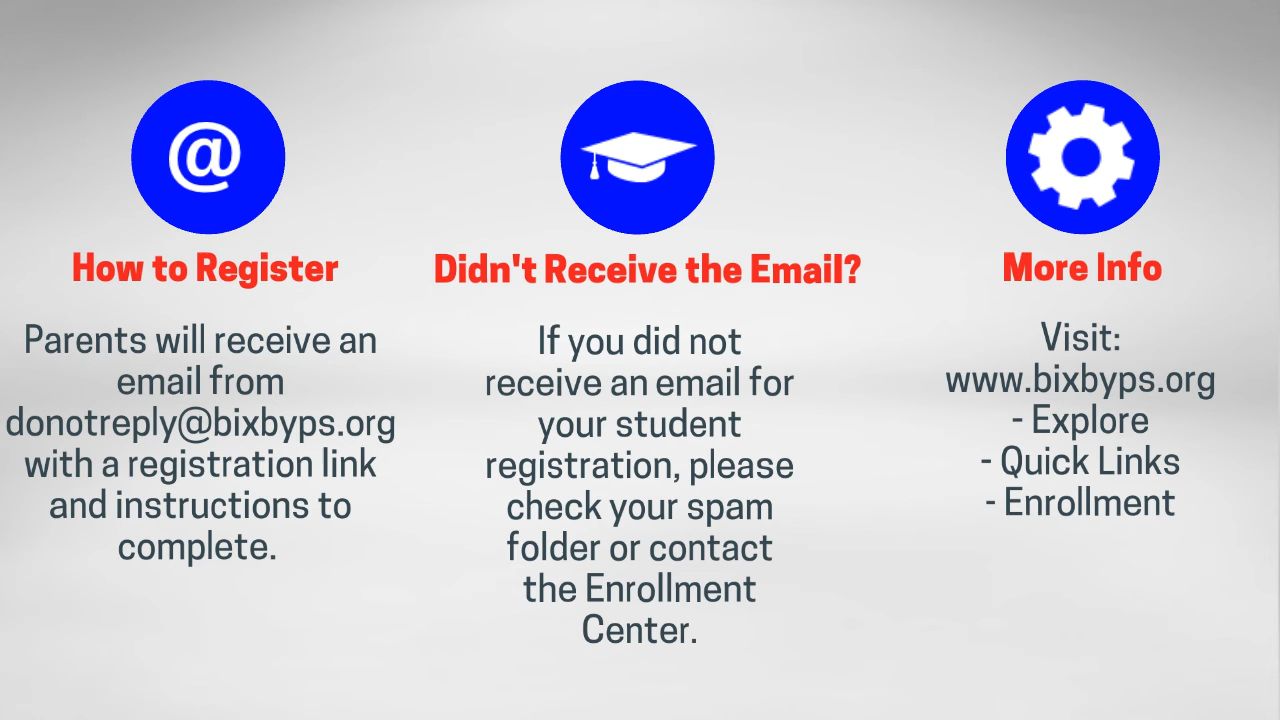 @
How to Register
Parents will receive an
email from
donotreply@bixbyps.org
with a registration link
and instructions to
complete.
Didn't Receive the Email?
If you did not
receive an email for
your student
registration, please
check your spam
folder or contact
the Enrollment
Center.
More Info
Visit:
www.bixbyps.org
- Explore
- Quick Links
- Enrollment